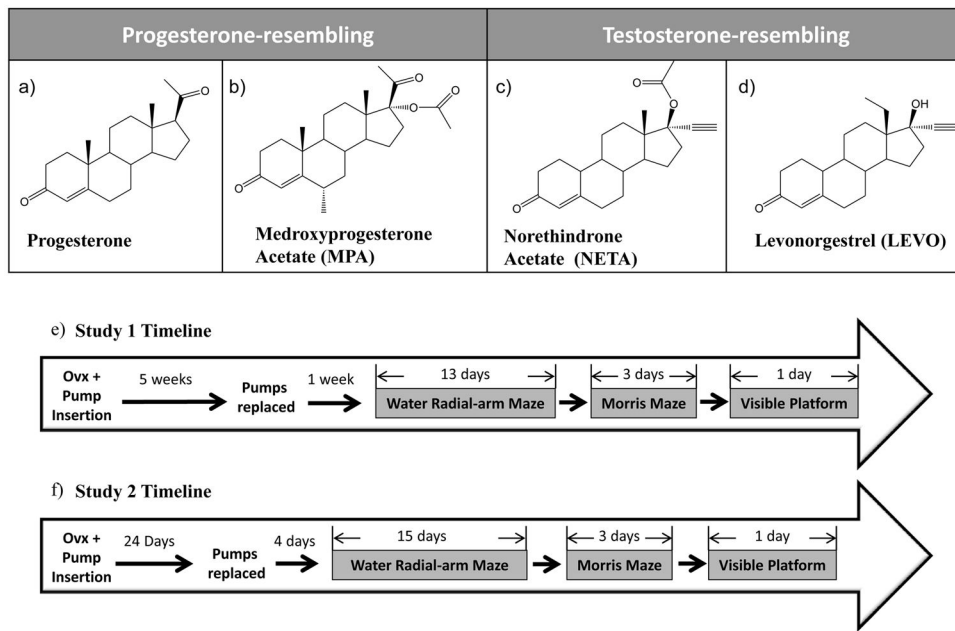 Progesterone-resembling
Testosterone-resembling
a)
O
O
Progesterone
b)
O
O
O
O
Medroxyprogesterone
Acetate (MPA)
c)
O
O
O
Norethindrone
Acetate (NETA)
d)
OH
O
Levonorgestrel (LEVO)
e) Study 1 Timeline
Ovx +
Pump
Insertion
5 weeks
Pumps
replaced
1 week
13 days
Water Radial-arm Maze
3 days
Morris Maze
1 day
Visible Platform
f) Study 2 Timeline
Ovx +
Pump
Insertion
24 Days
Pumps
replaced
4 days
15 days
Water Radial-arm Maze
3 days
Morris Maze
1 day
Visible Platform